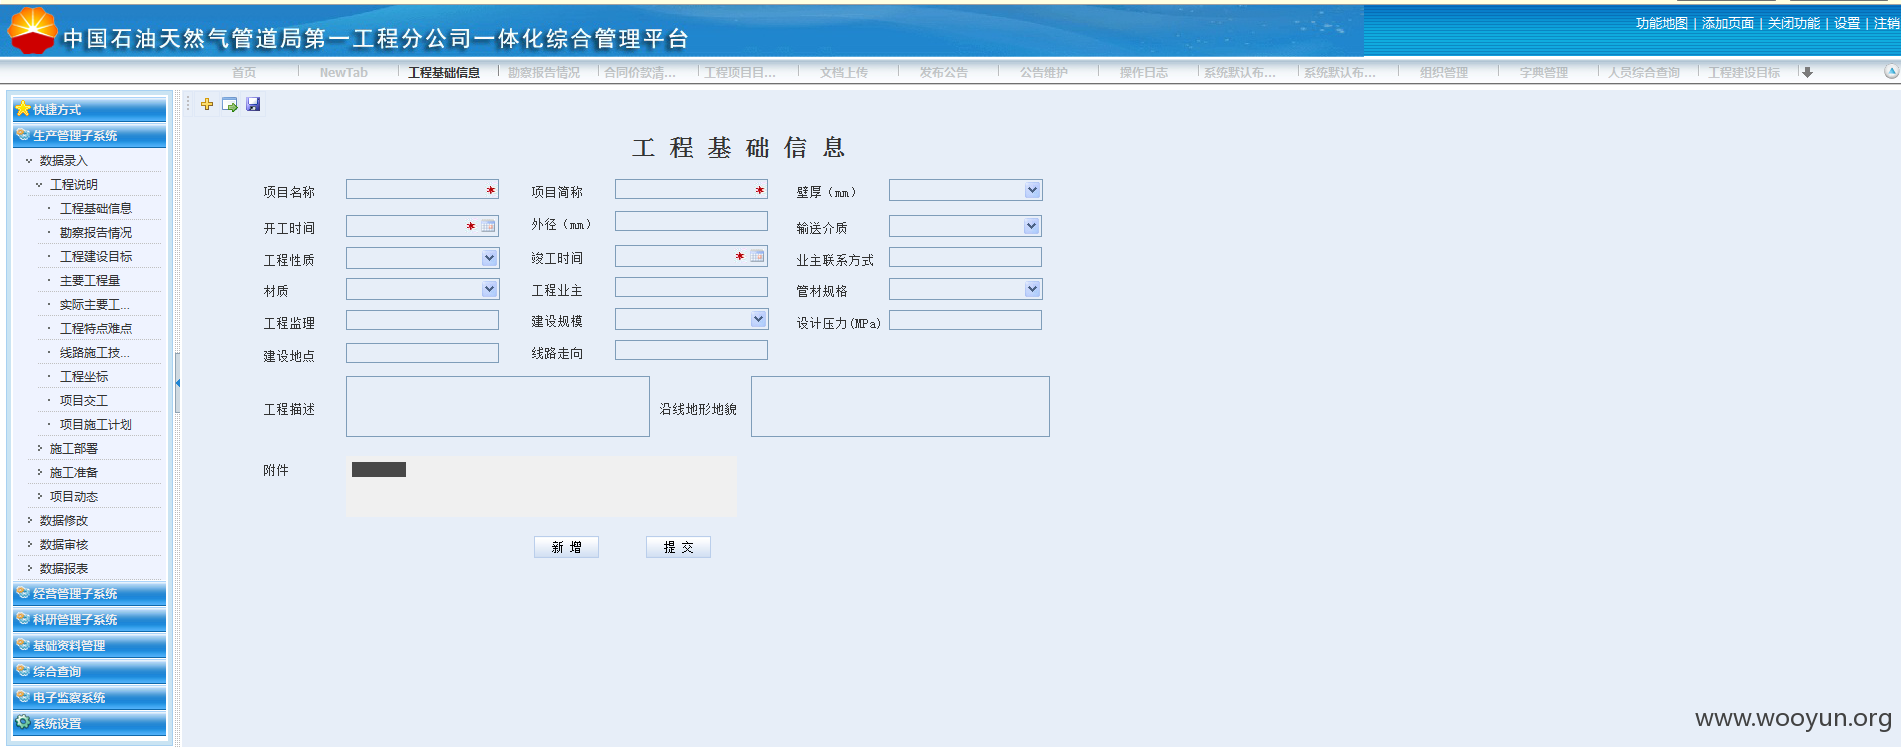 功能地图 | 添加页面 | 关闭功能 | 设置 | 注销
中国石油天然气管道局第一工程分公司一体化综合管理平台
首页 NewTab 工程基础信息 勘察报告情况 合同价款清... 工程项目目... 文档上传 发布公告 公告维护 操作日志 系统默认布... 系统默认布... 组织管理 字典管理 人员综合查询 工程建设目标
快捷方式
生产管理子系统
数据录入
工程说明
工程基础信息
勘察报告情况
工程建设目标
主要工程量
实际主要工...
工程特点难点
线路施工技...
工程坐标
项目交工
项目施工计划
施工部署
施工准备
项目动态
数据修改
数据审核
数据报表
经营管理子系统
科研管理子系统
基础资料管理
综合查询
电子监察系统
系统设置
工程基础信息
项目名称 * 项目简称 * 壁厚（mm）
开工时间 * 外径（mm） 输送介质
工程性质 竣工时间 * 业主联系方式
材质 工程业主 管材规格
工程监理 建设规模 设计压力(MPa)
建设地点 线路走向
工程描述 沿线地形地貌
附件
新 增 提 交
www.wooyun.org